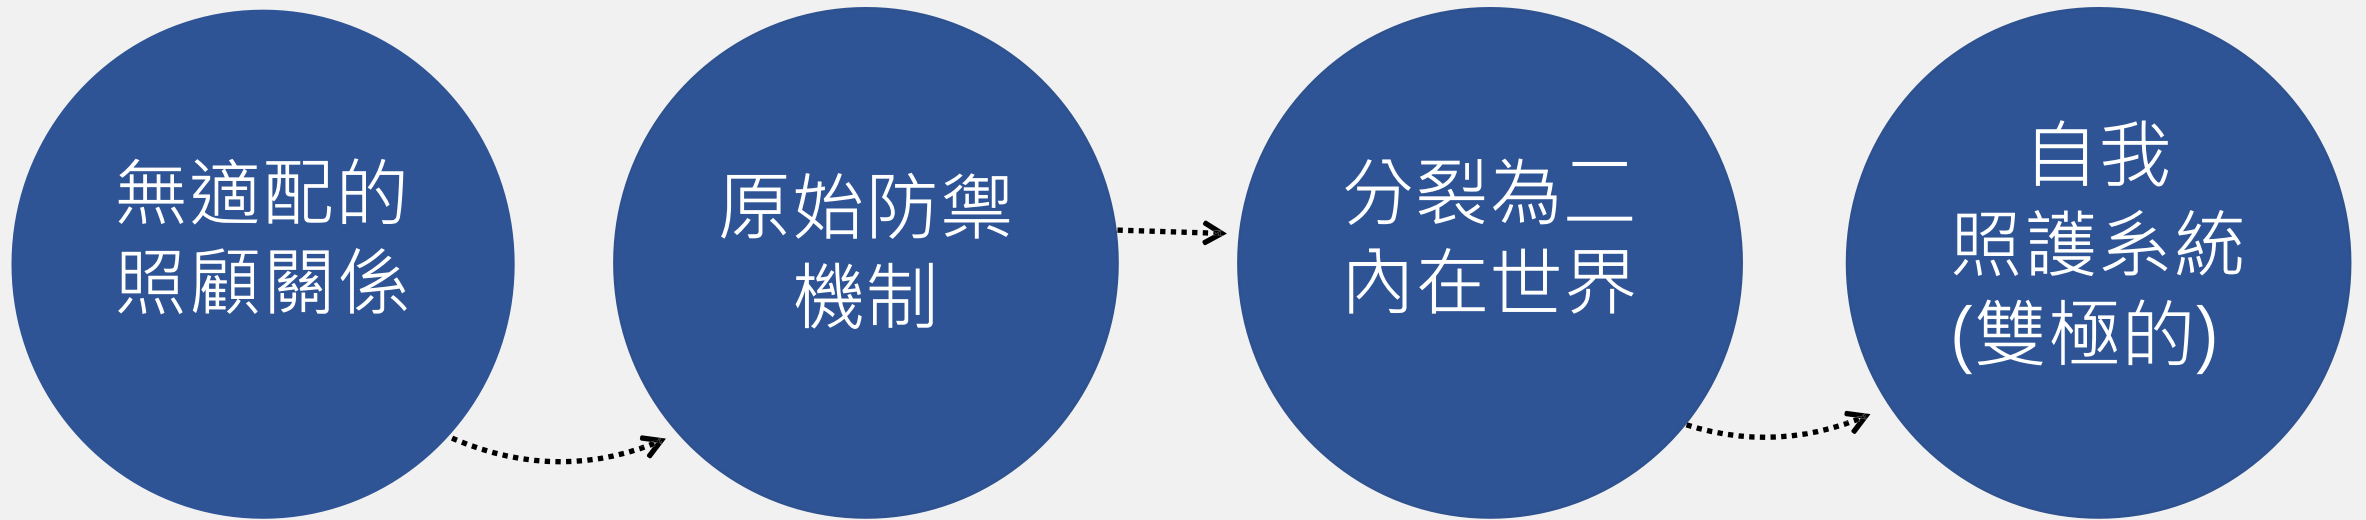 無適配的
照顧關係
原始防禦
機制
分裂為二
內在世界
自我
照護系統
(雙極的)